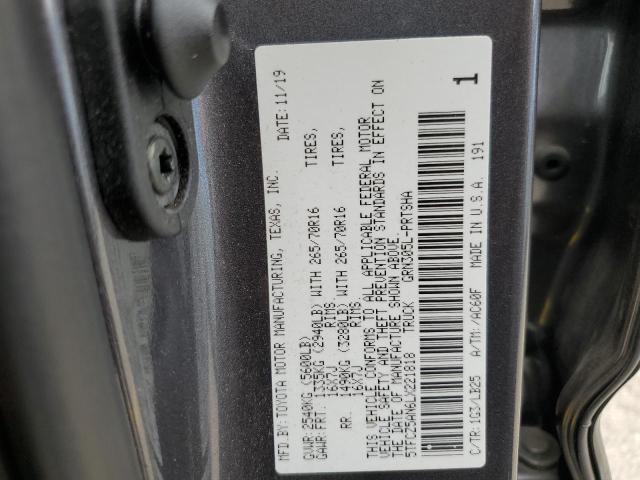 MFD.BY:TOYOTA MOTOR MANUFACTURING, TEXAS, INC. DATE: 11/19
GVWR: 2540KG (5600LB)
GAWR: FRT. 1335KG (2940LB) WITH 265/70R16 TIRES,
16X7J RIMS,
RR. 1490KG (3280LB) WITH 265/70R16 TIRES,
16X7J RIMS.
THIS VEHICLE CONFORMS TO ALL APPLICABLE FEDERAL MOTOR
VEHICLE SAFETY AND THEFT PREVENTION STANDARDS IN EFFECT ON
THE DATE OF MANUFACTURE SHOWN ABOVE.
5TFCZ5AN6LX221818 TRUCK GRN305L-PRTSHA
C/TR:1G3/LB25 A/TM:-/AC60F MADE IN U.S.A. 191
1